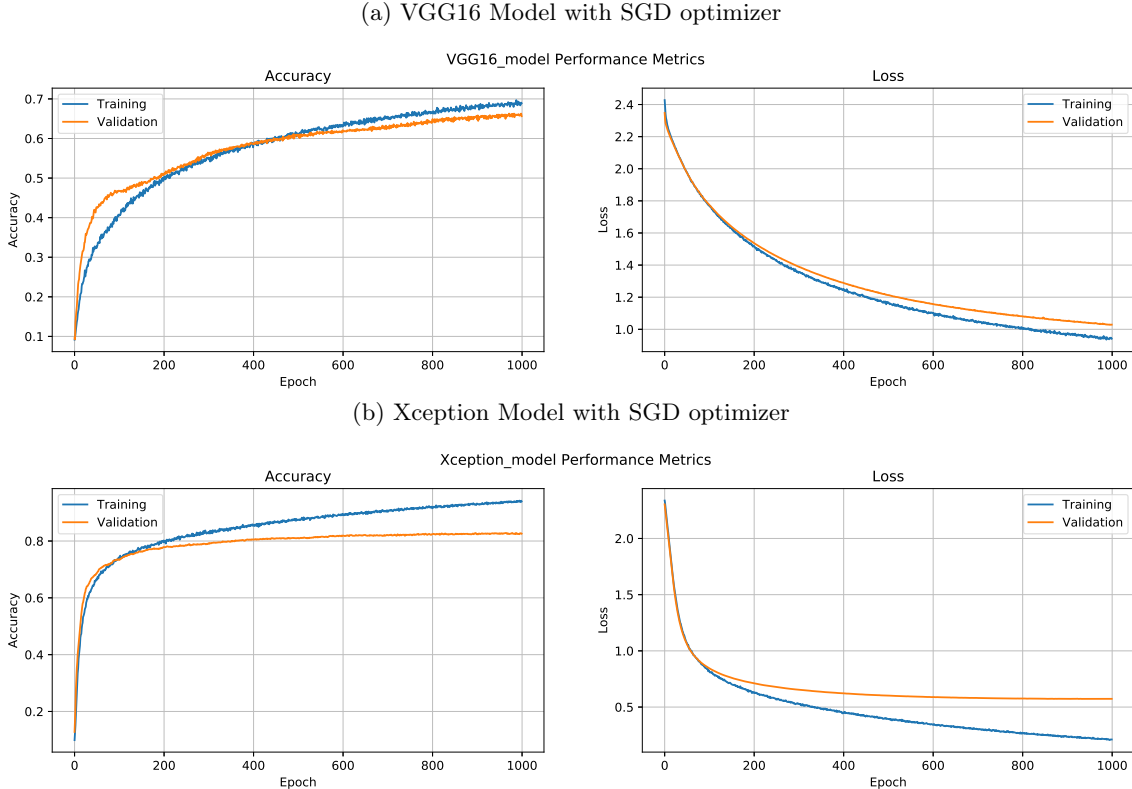 (a) VGG16 Model with SGD optimizer
VGG16_model Performance Metrics
Accuracy
Training
Validation
0.7
0.6
0.5
0.4
0.3
0.2
0.1
Accuracy
0 200 400 600 800 1000
Epoch
Loss
Training
Validation
2.4
2.2
2.0
1.8
1.6
1.4
1.2
1.0
Loss
0 200 400 600 800 1000
Epoch
(b) Xception Model with SGD optimizer
Xception_model Performance Metrics
Accuracy
Training
Validation
0.8
0.6
0.4
0.2
Accuracy
0 200 400 600 800 1000
Epoch
Loss
Training
Validation
2.0
1.5
1.0
0.5
Loss
0 200 400 600 800 1000
Epoch